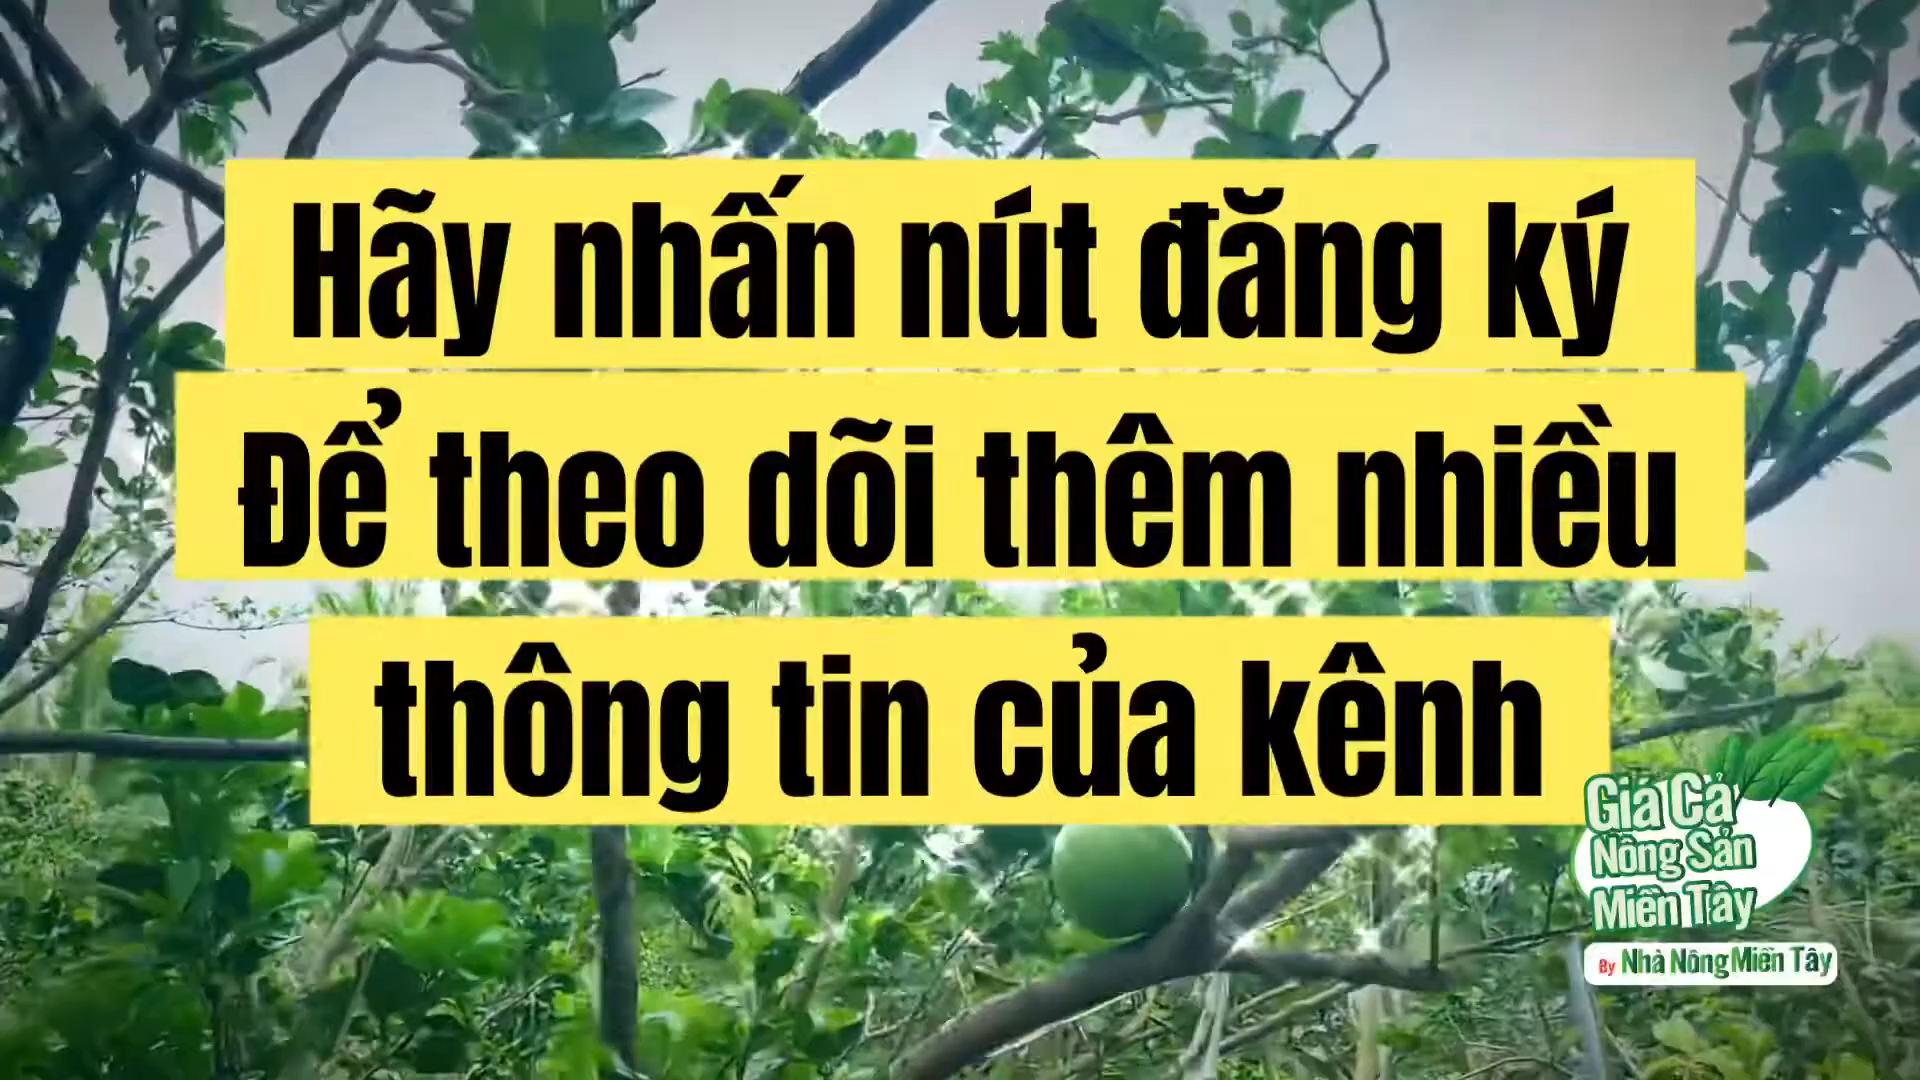 Hãy nhấn nút đăng ký
Để theo dõi thêm nhiều
thông tin của kênh
Giá Cả
Nông Sản
Miền Tây
By Nhà Nông Miền Tây